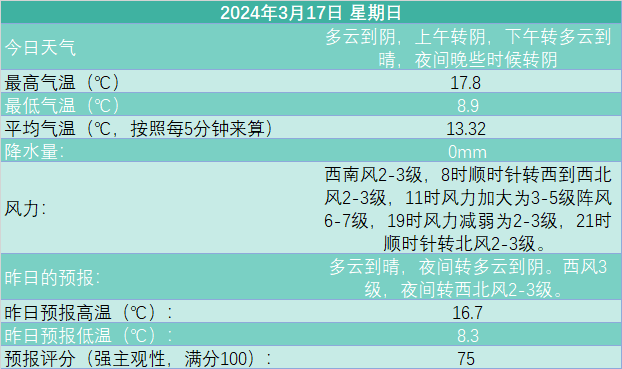 2024年3月17日 星期日
今日天气
多云到阴，上午转阴，下午转多云到
晴，夜间晚些时候转阴
最高气温（℃）
17.8
最低气温（℃）
8.9
平均气温（℃，按照每5分钟来算）
13.32
降水量：
0mm
风力：
西南风2-3级，8时顺时针转西到西北
风2-3级，11时风力加大为3-5级阵风
6-7级，19时风力减弱为2-3级，21时
顺时针转北风2-3级。
昨日的预报：
多云到晴，夜间转多云到阴。西风3
级，夜间转西北风2-3级。
昨日预报高温（℃）：
16.7
昨日预报低温（℃）：
8.3
预报评分（强主观性，满分100）：
75